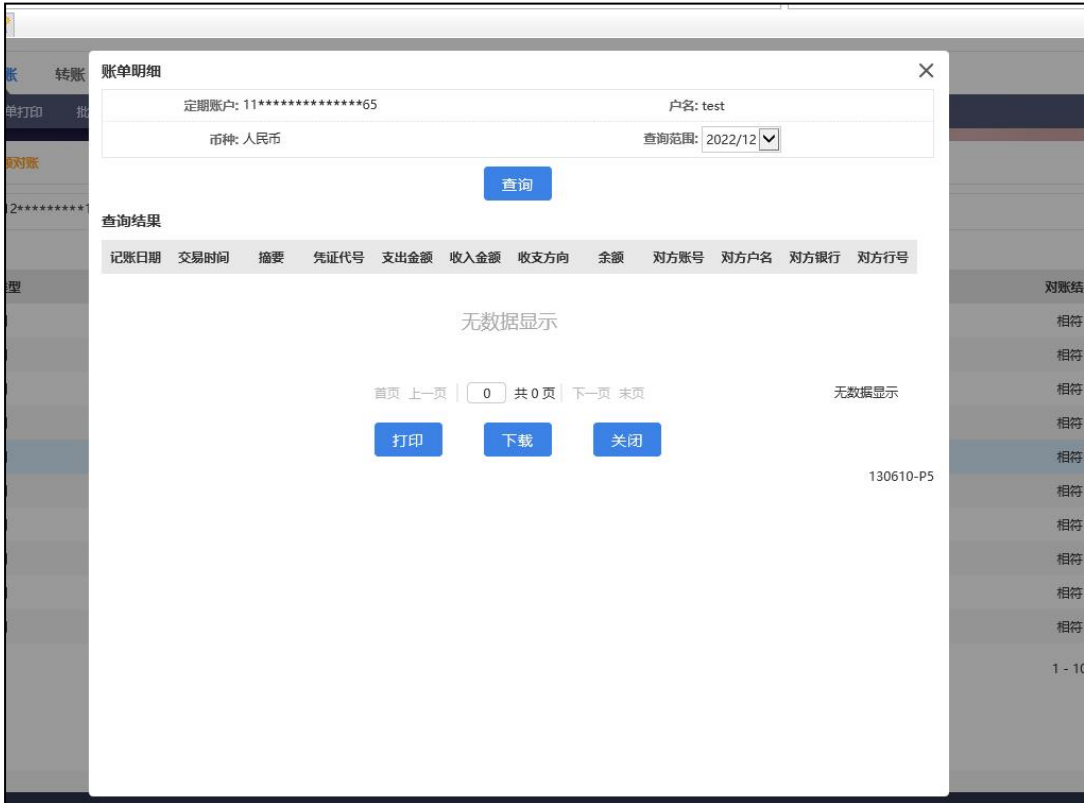 账 转账 账单明细
单打印 批
定期账户: 11**************65 户名: test
币种: 人民币 查询范围: 2022/12
对账
查询
12*********1
查询结果
记账日期 交易时间 摘要 凭证代号 支出金额 收入金额 收支方向 余额 对方账号 对方户名 对方银行 对方行号
型 对账结
相符
无数据显示
相符
首页 上一页 0 共 0 页 下一页 末页 无数据显示
相符
相符
打印 下载 关闭
相符
130610-P5
相符
相符
相符
相符
相符
1 - 10